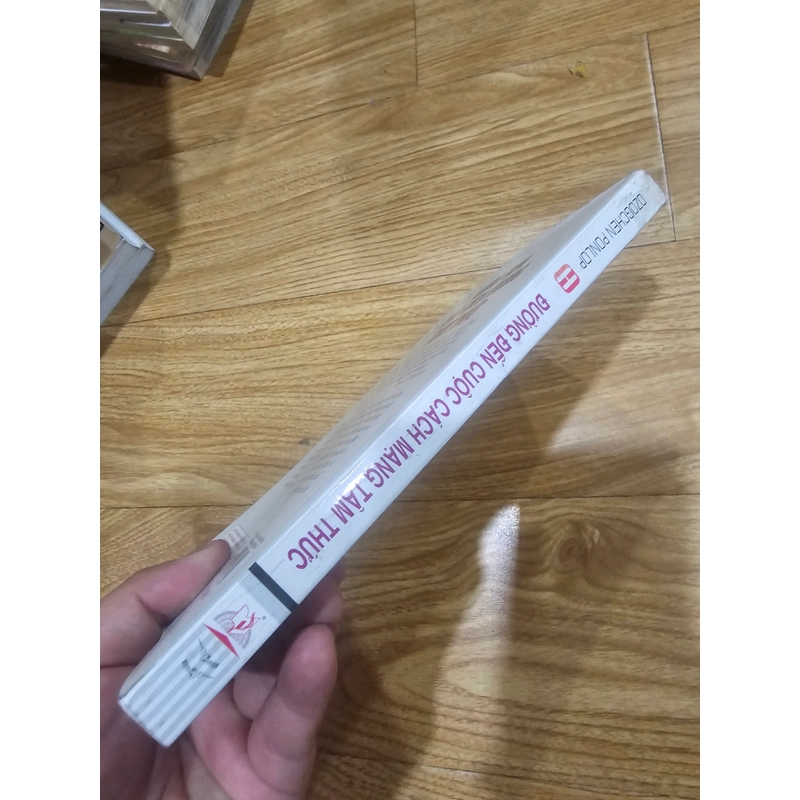 DZOGCHEN PONLOP
ĐƯỜNG ĐẾN CUỘC CÁCH MẠNG TÂM THỨC